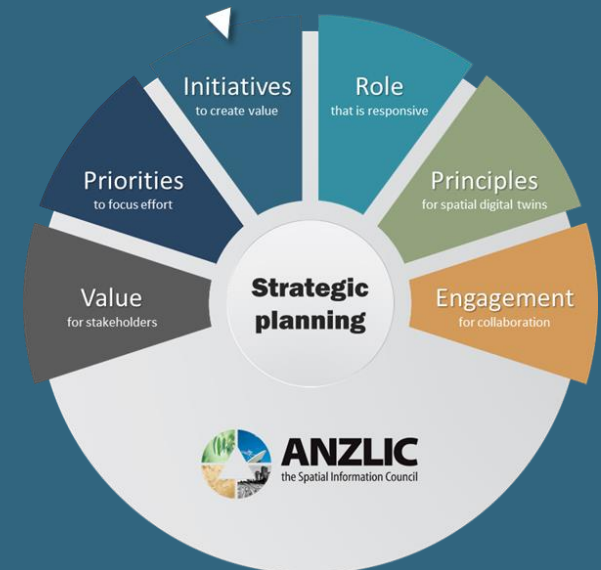 Initiatives
to create value
Role
that is responsive
Priorities
to focus effort
Principles
for spatial digital twins
Value
for stakeholders
Strategic
planning
Engagement
for collaboration
ANZLIC
the Spatial Information Council